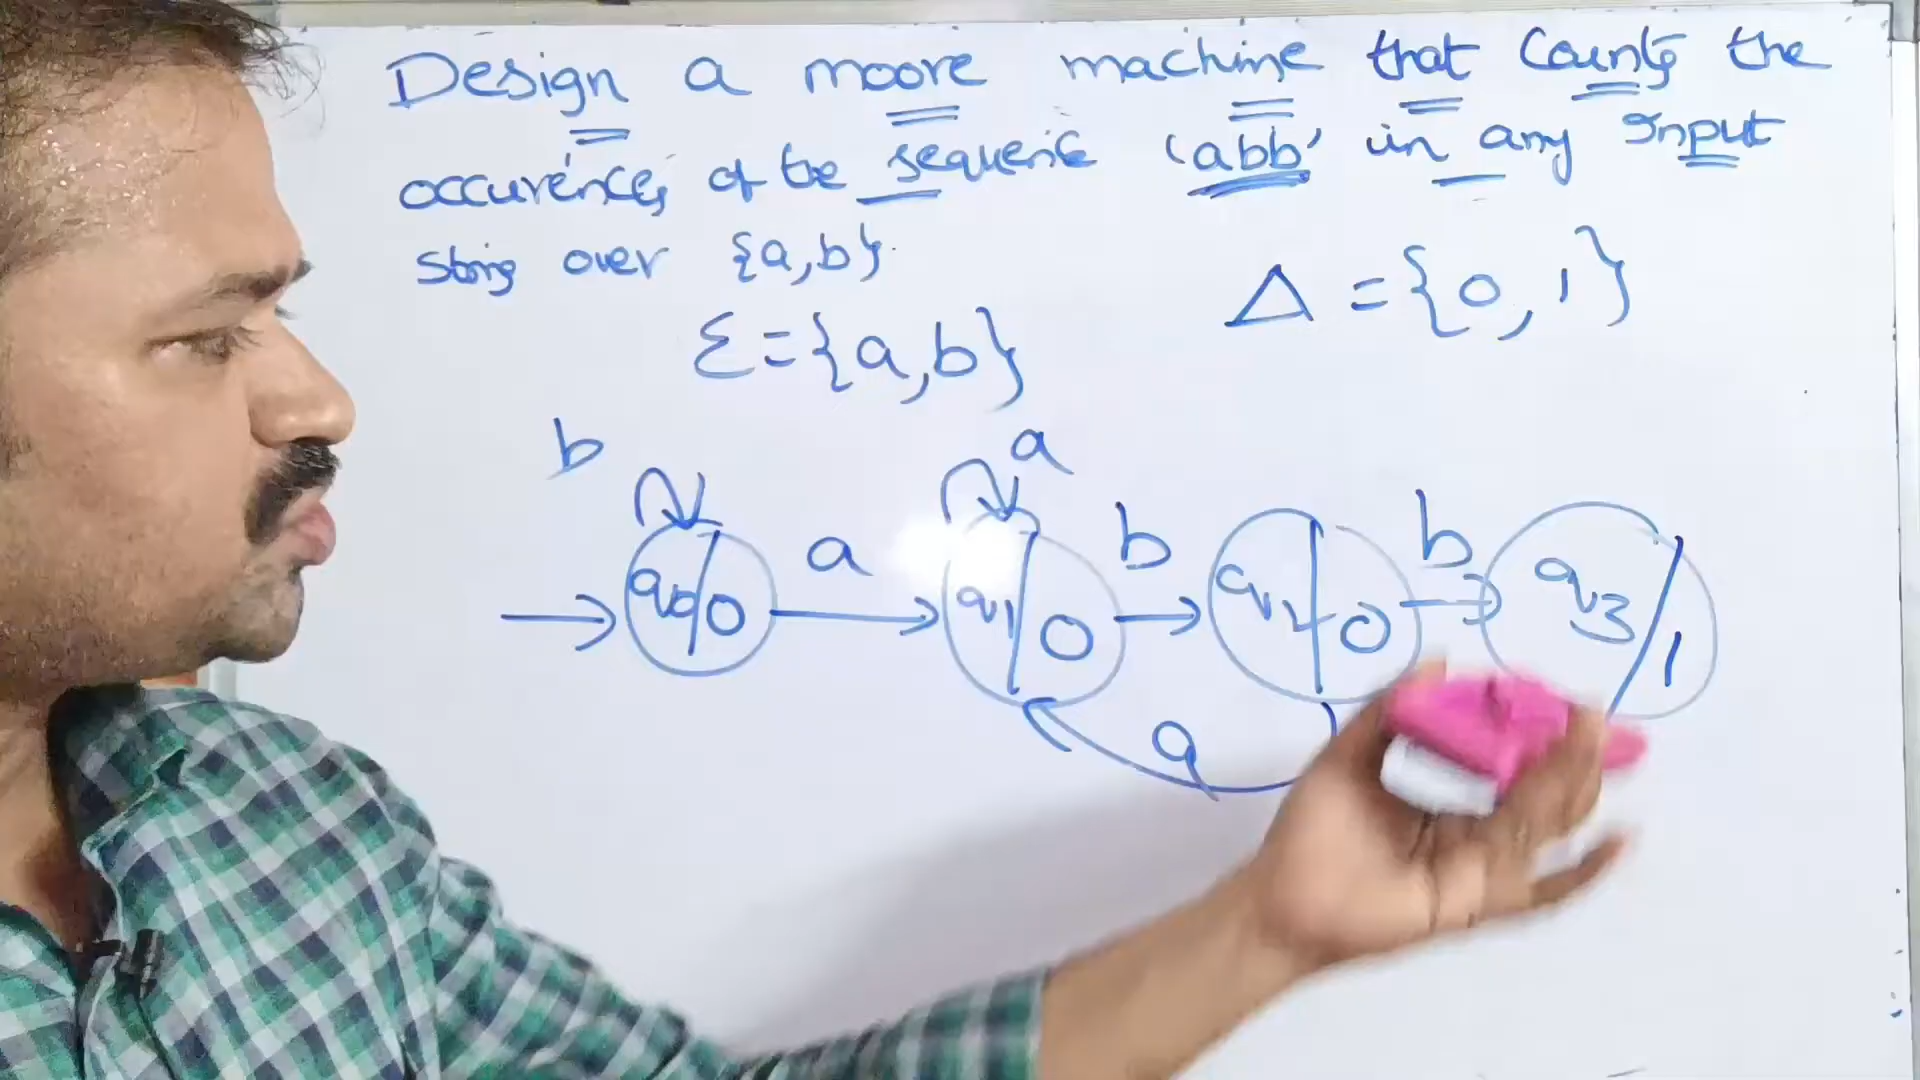 Design a moore machine that counts the
occurences of the sequence 'abb' in any Input
string over {a,b}.
Σ={a,b}
Δ={0,1}
b a
a b b
q0/0 q1/0 q2/0 q3/1
a